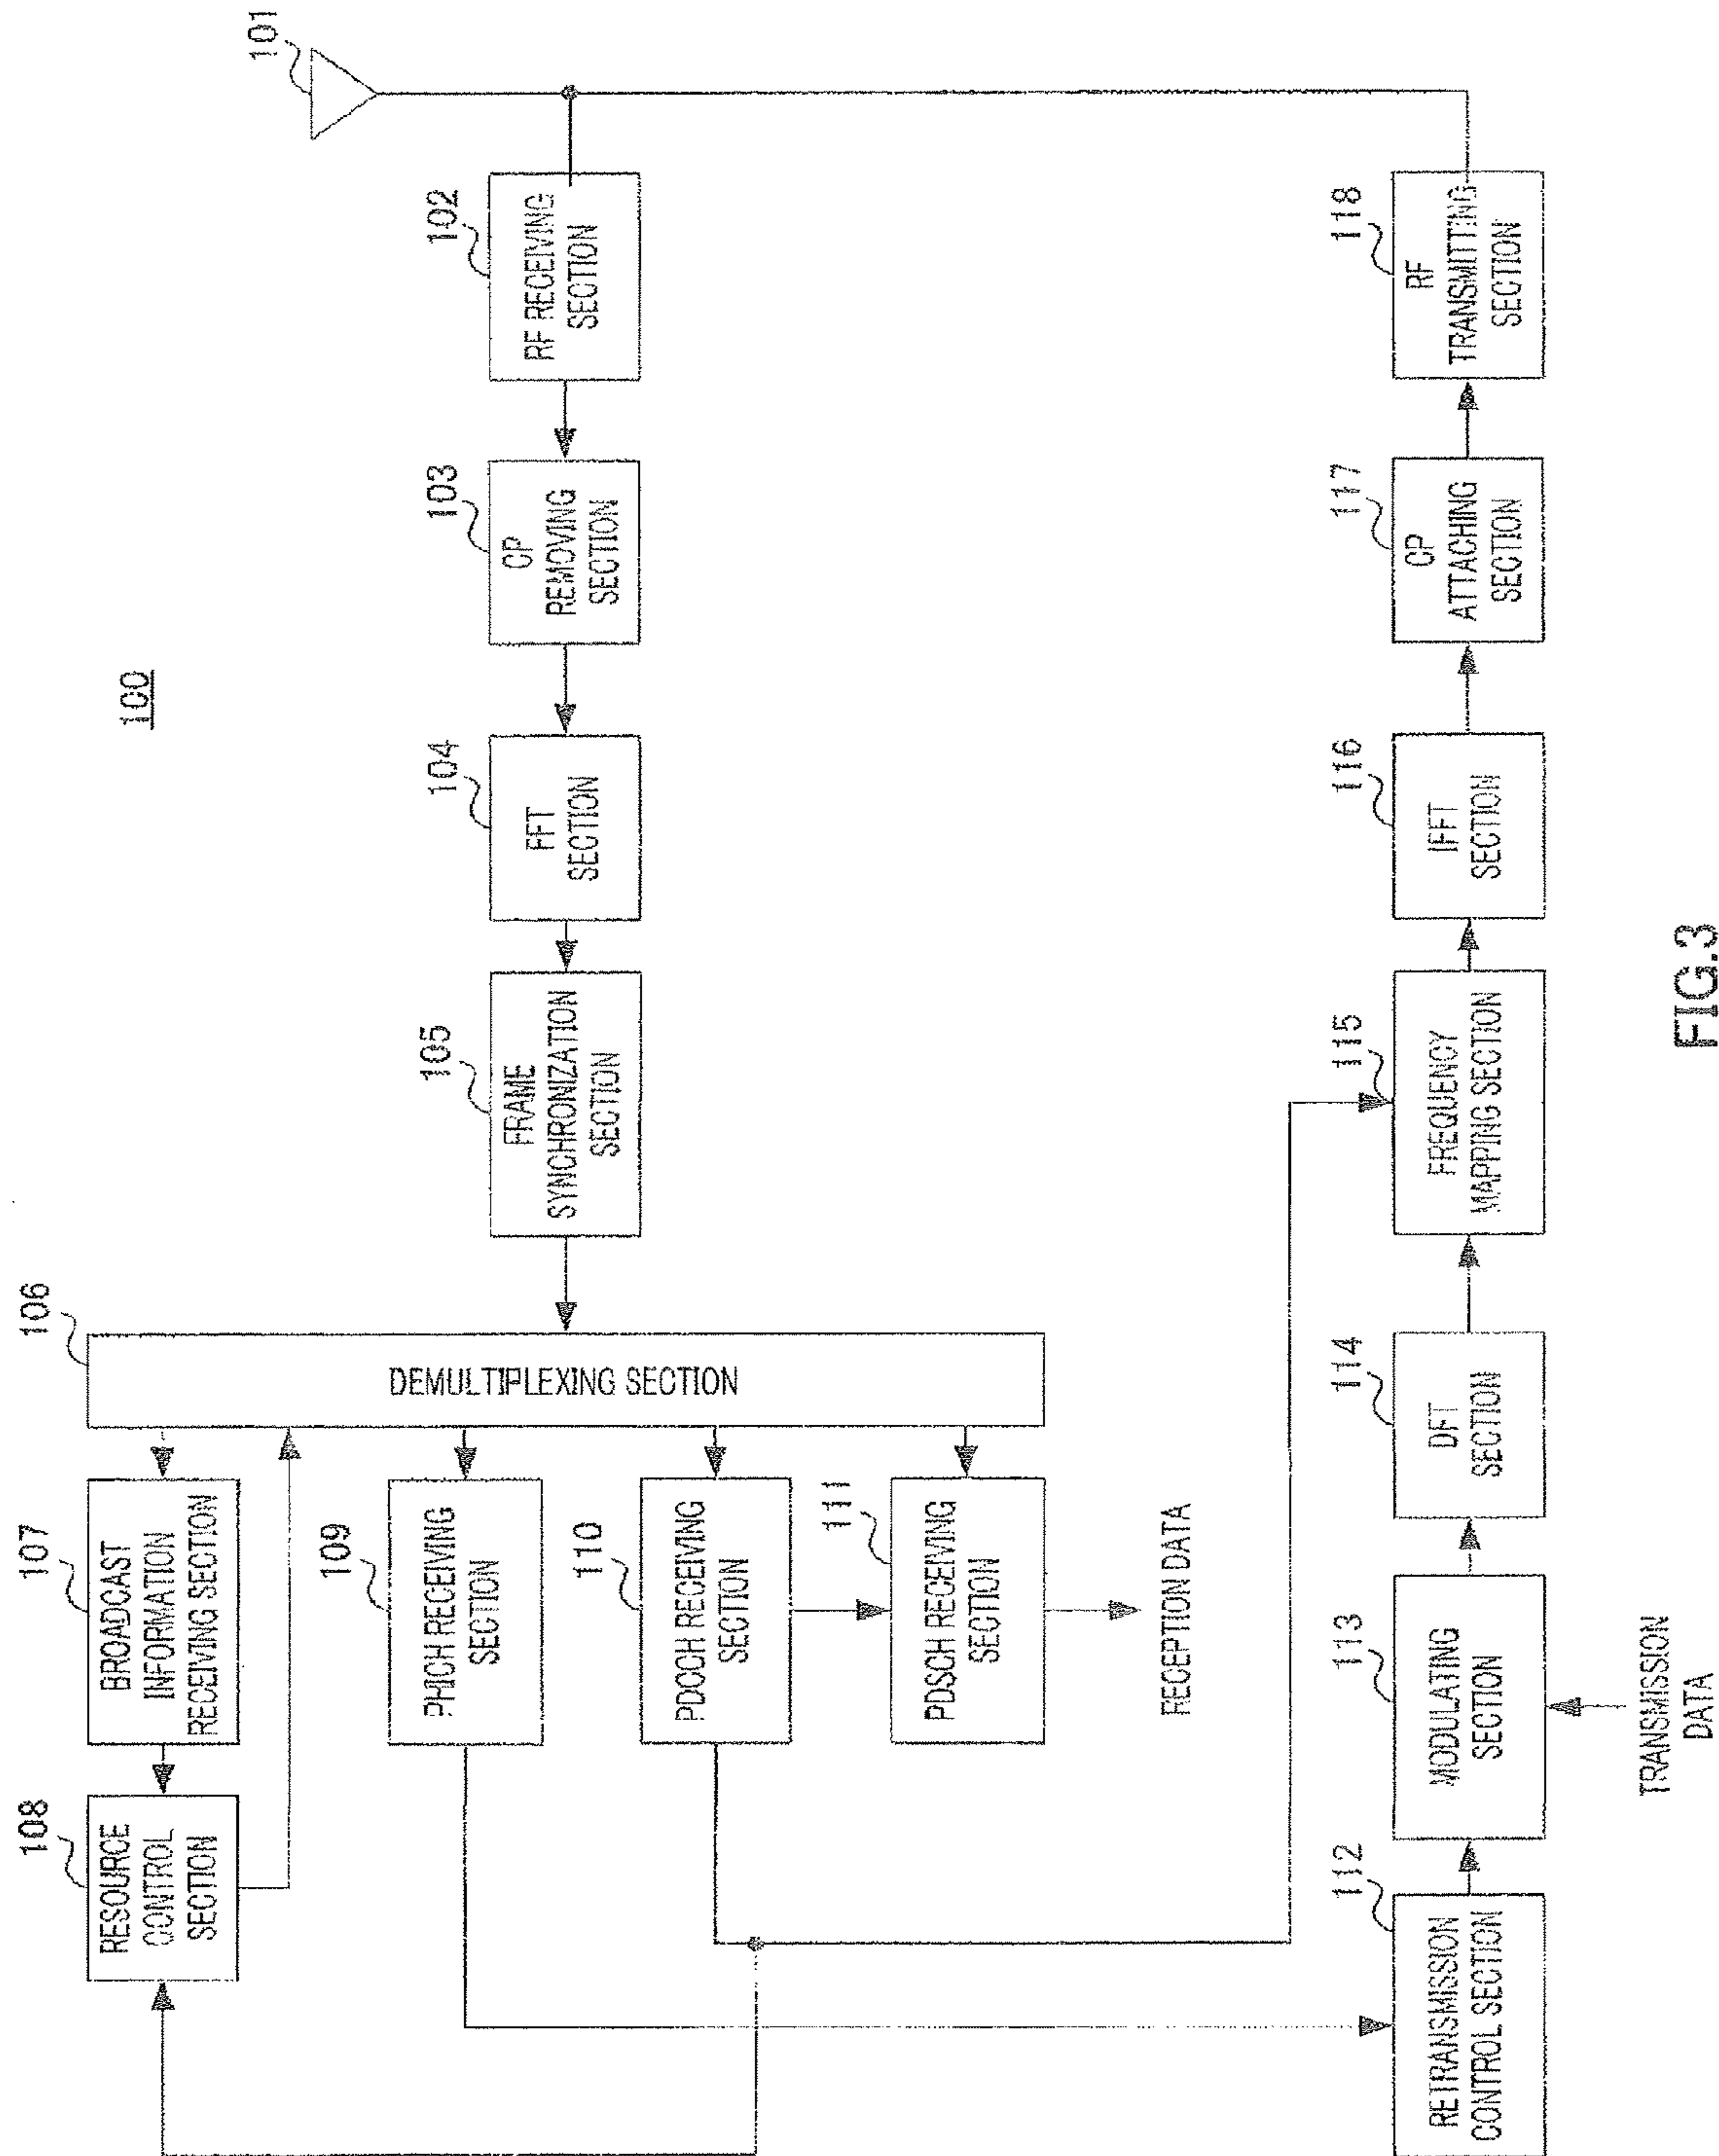 100
101
RF RECEIVING
SECTION
102
CP
REMOVING
SECTION
103
FFT
SECTION
104
FRAME
SYNCHRONIZATION
SECTION
105
DEMULTIPLEXING SECTION
106
BROADCAST
INFORMATION
RECEIVING SECTION
107
RESOURCE
CONTROL
SECTION
108
PHICH RECEIVING
SECTION
109
PDCCH RECEIVING
SECTION
110
PDSCH RECEIVING
SECTION
111
RECEPTION DATA
RETRANSMISSION
CONTROL SECTION
112
MODULATING
SECTION
113
TRANSMISSION
DATA
DFT
SECTION
114
FREQUENCY
MAPPING SECTION
115
IFFT
SECTION
116
CP
ATTACHING
SECTION
117
RF
TRANSMITTING
SECTION
118
FIG.3